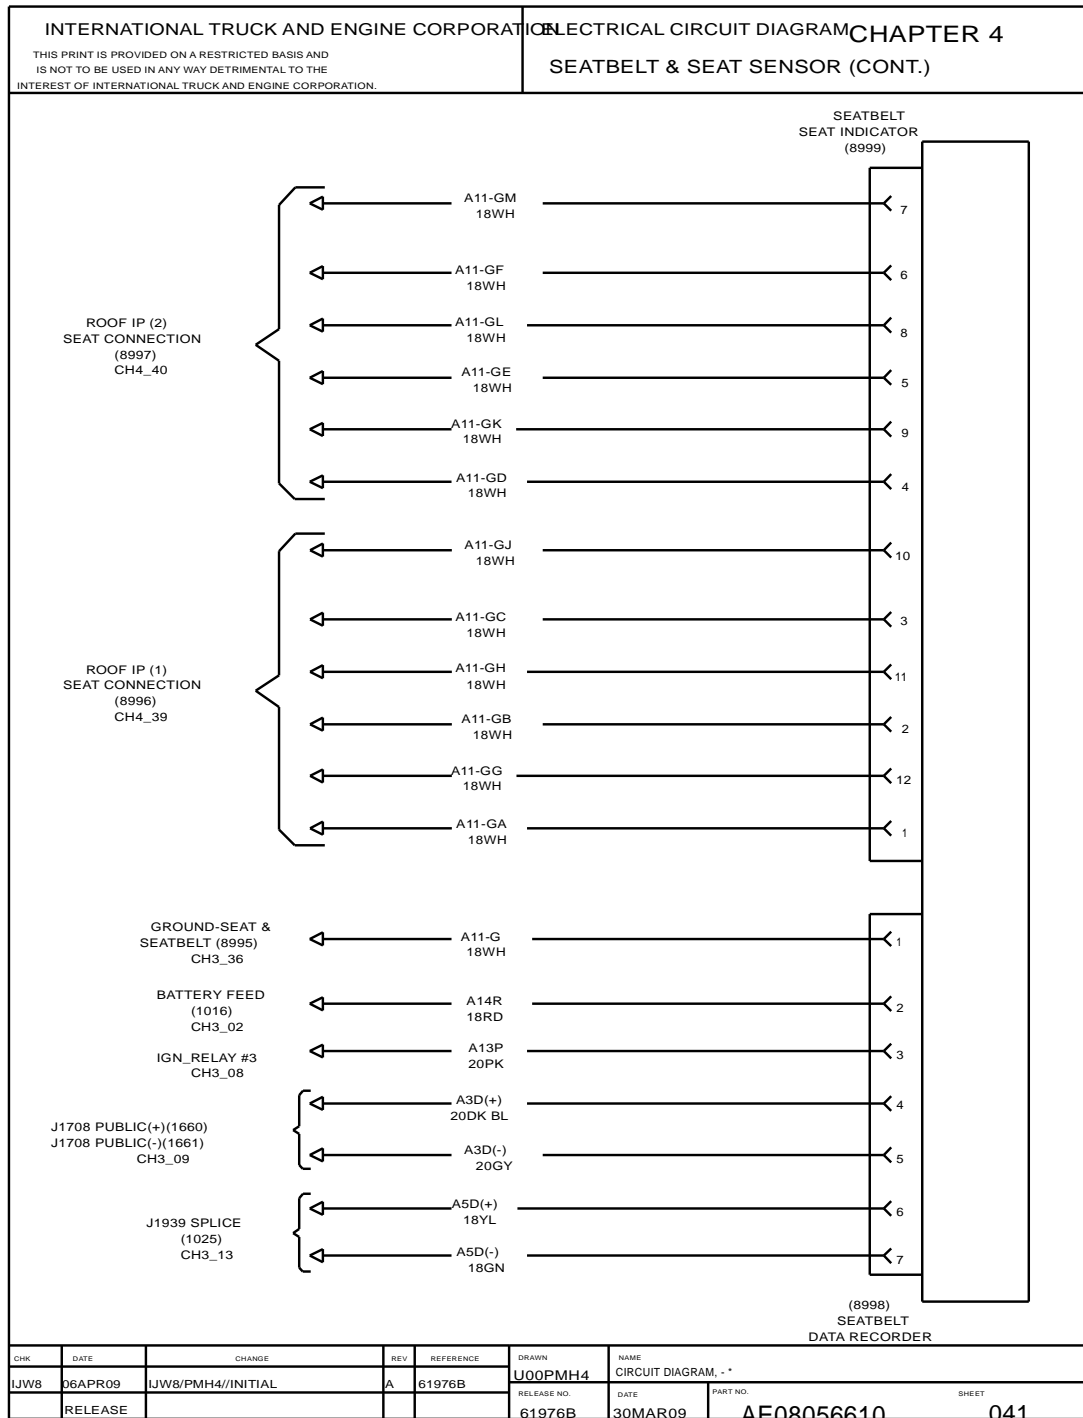 INTERNATIONAL TRUCK AND ENGINE CORPORATION
THIS PRINT IS PROVIDED ON A RESTRICTED BASIS AND
IS NOT TO BE USED IN ANY WAY DETRIMENTAL TO THE
INTEREST OF INTERNATIONAL TRUCK AND ENGINE CORPORATION.
ELECTRICAL CIRCUIT DIAGRAM CHAPTER 4
SEATBELT & SEAT SENSOR (CONT.)
SEATBELT
SEAT INDICATOR
(8999)
A11-GM
18WH
7
A11-GF
18WH
6
ROOF IP (2)
SEAT CONNECTION
(8997)
CH4_40
A11-GL
18WH
8
A11-GE
18WH
5
A11-GK
18WH
9
A11-GD
18WH
4
A11-GJ
18WH
10
A11-GC
18WH
3
ROOF IP (1)
SEAT CONNECTION
(8996)
CH4_39
A11-GH
18WH
11
A11-GB
18WH
2
A11-GG
18WH
12
A11-GA
18WH
1
GROUND-SEAT &
SEATBELT (8995)
CH3_36
A11-G
18WH
1
BATTERY FEED
(1016)
CH3_02
A14R
18RD
2
IGN_RELAY #3
CH3_08
A13P
20PK
3
J1708 PUBLIC(+)(1660)
J1708 PUBLIC(-)(1661)
CH3_09
A3D(+)
20DK BL
4
A3D(-)
20GY
5
J1939 SPLICE
(1025)
CH3_13
A5D(+)
18YL
6
A5D(-)
18GN
7
(8998)
SEATBELT
DATA RECORDER
CHK DATE CHANGE REV REFERENCE
IJW8 06APR09 IJW8/PMH4//INITIAL A 61976B
RELEASE
DRAWN
U00PMH4
NAME
CIRCUIT DIAGRAM, - *
RELEASE NO.
61976B
DATE
30MAR09
PART NO.
AE08056610
SHEET
041